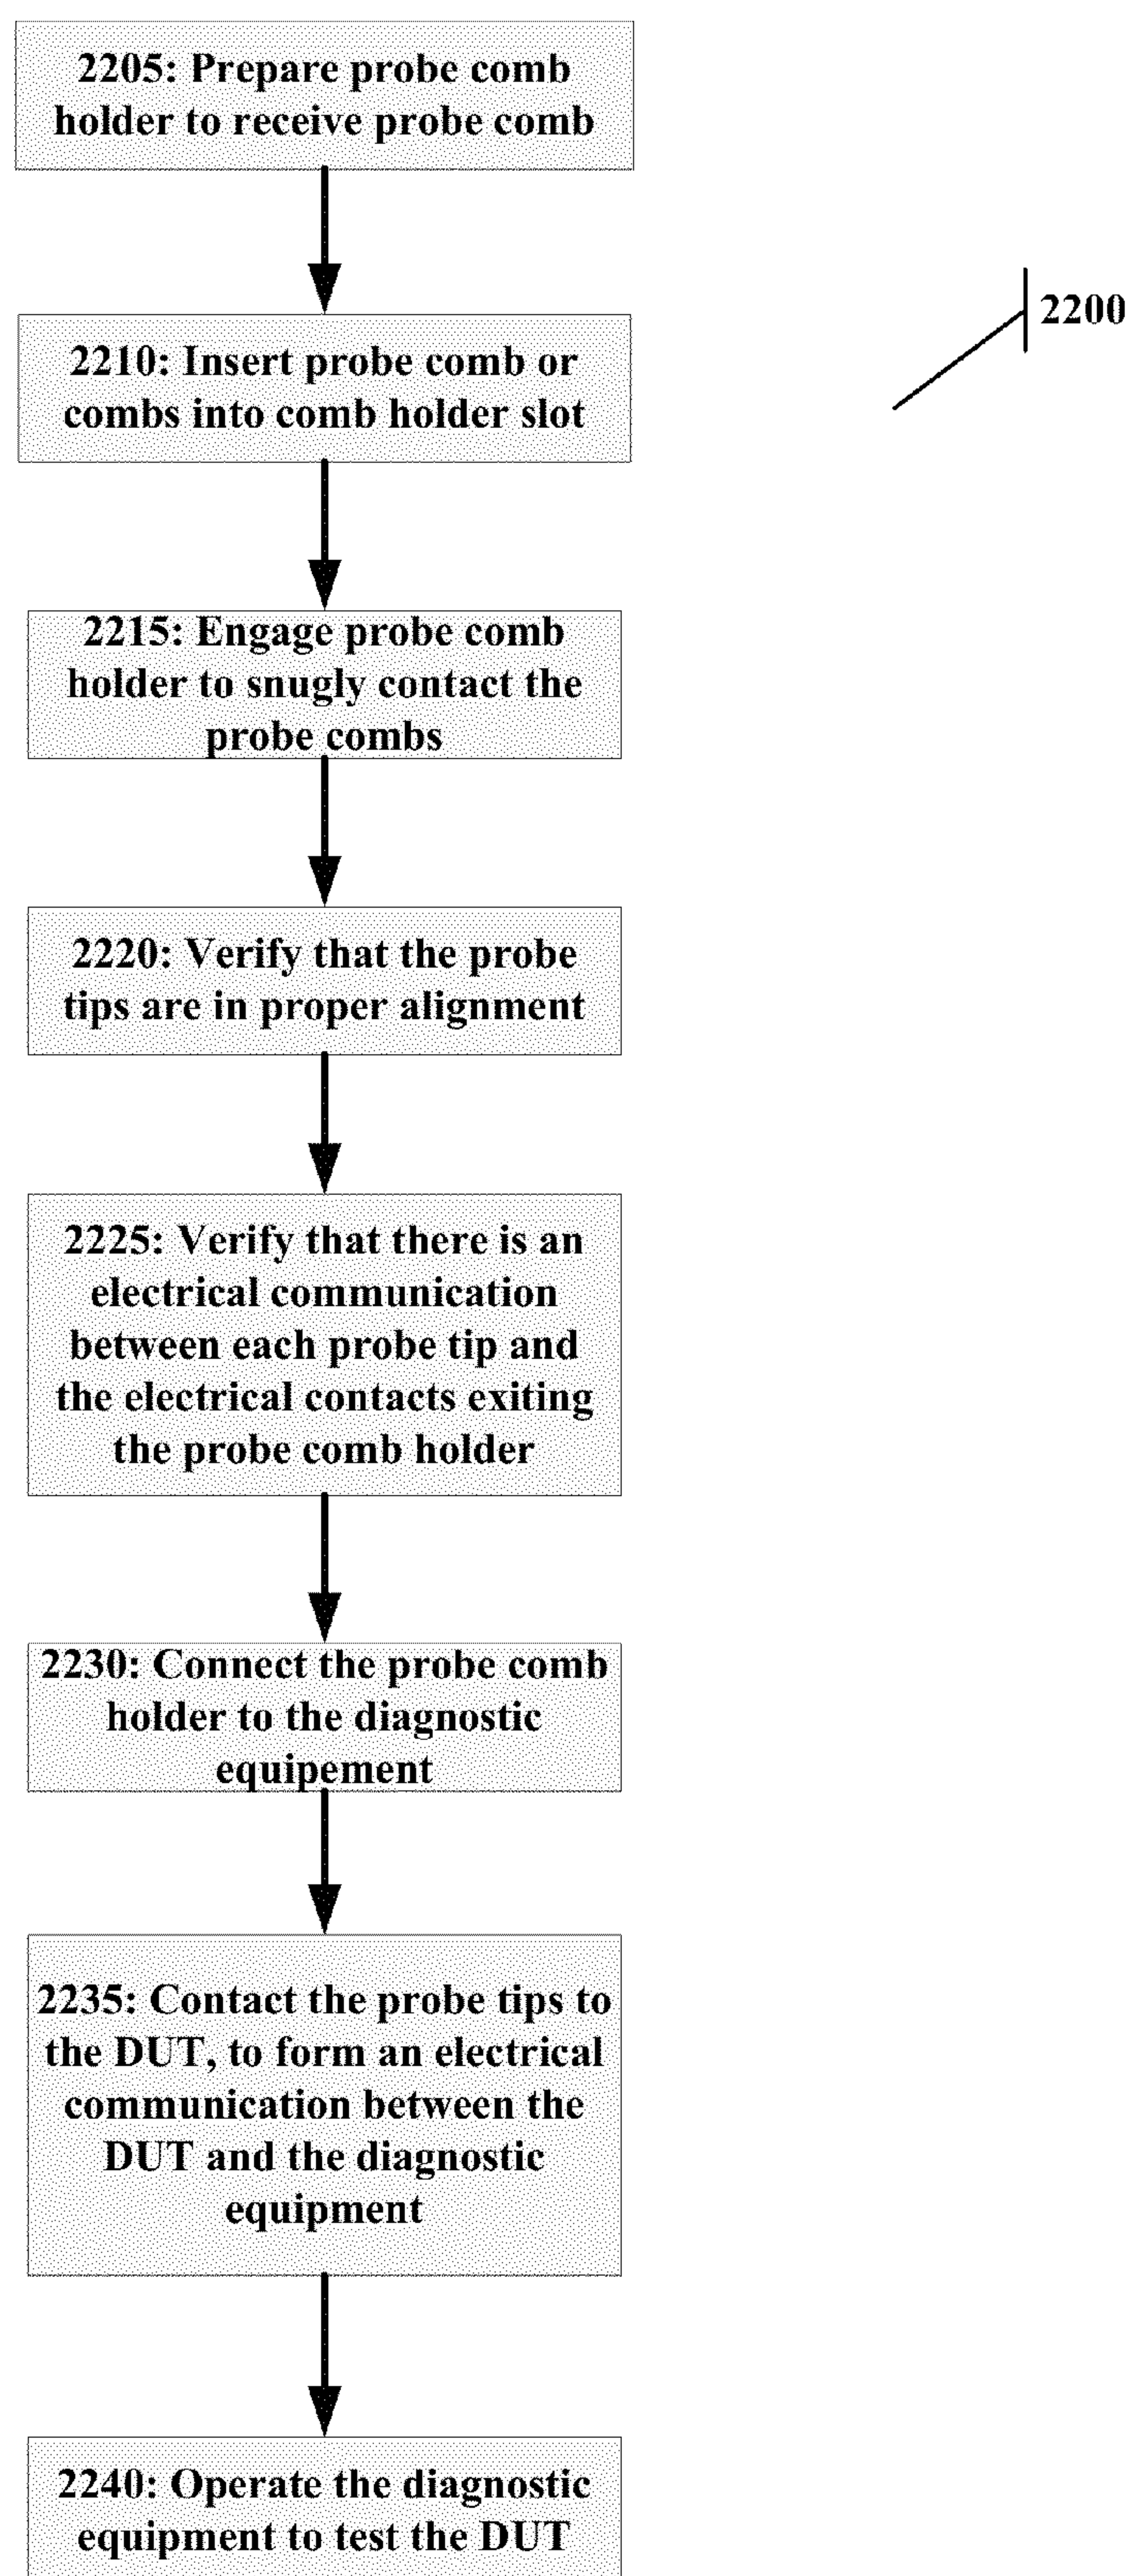 2205: Prepare probe comb
holder to receive probe comb
2200
2210: Insert probe comb or
combs into comb holder slot
2215: Engage probe comb
holder to snugly contact the
probe combs
2220: Verify that the probe
tips are in proper alignment
2225: Verify that there is an
electrical communication
between each probe tip and
the electrical contacts exiting
the probe comb holder
2230: Connect the probe comb
holder to the diagnostic
equipement
2235: Contact the probe tips to
the DUT, to form an electrical
communication between the
DUT and the diagnostic
equipment
2240: Operate the diagnostic
equipment to test the DUT